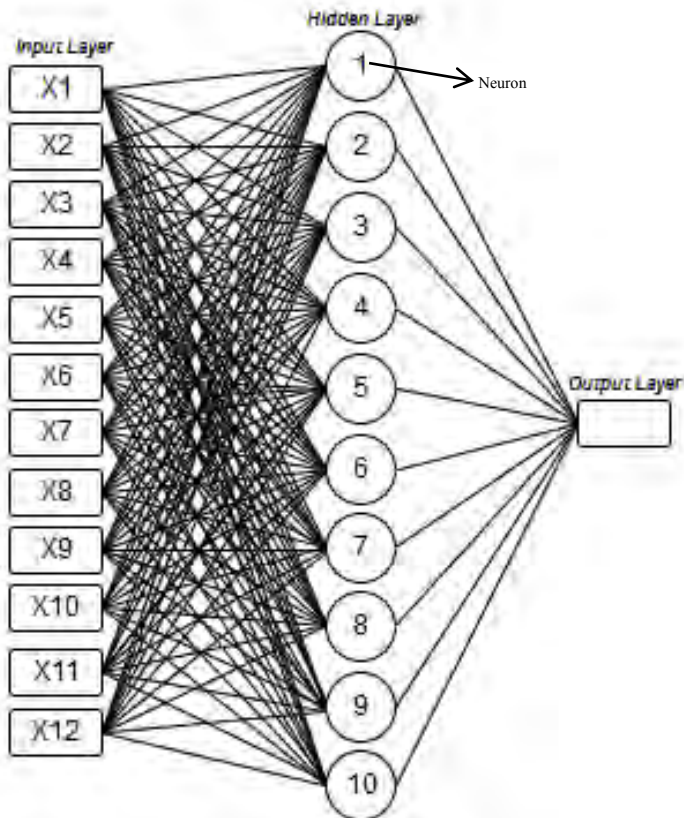 Hidden Layer
Input Layer
X1
X2
X3
X4
X5
X6
X7
X8
X9
X10
X11
X12
1
2
3
4
5
6
7
8
9
10
Neuron
Output Layer